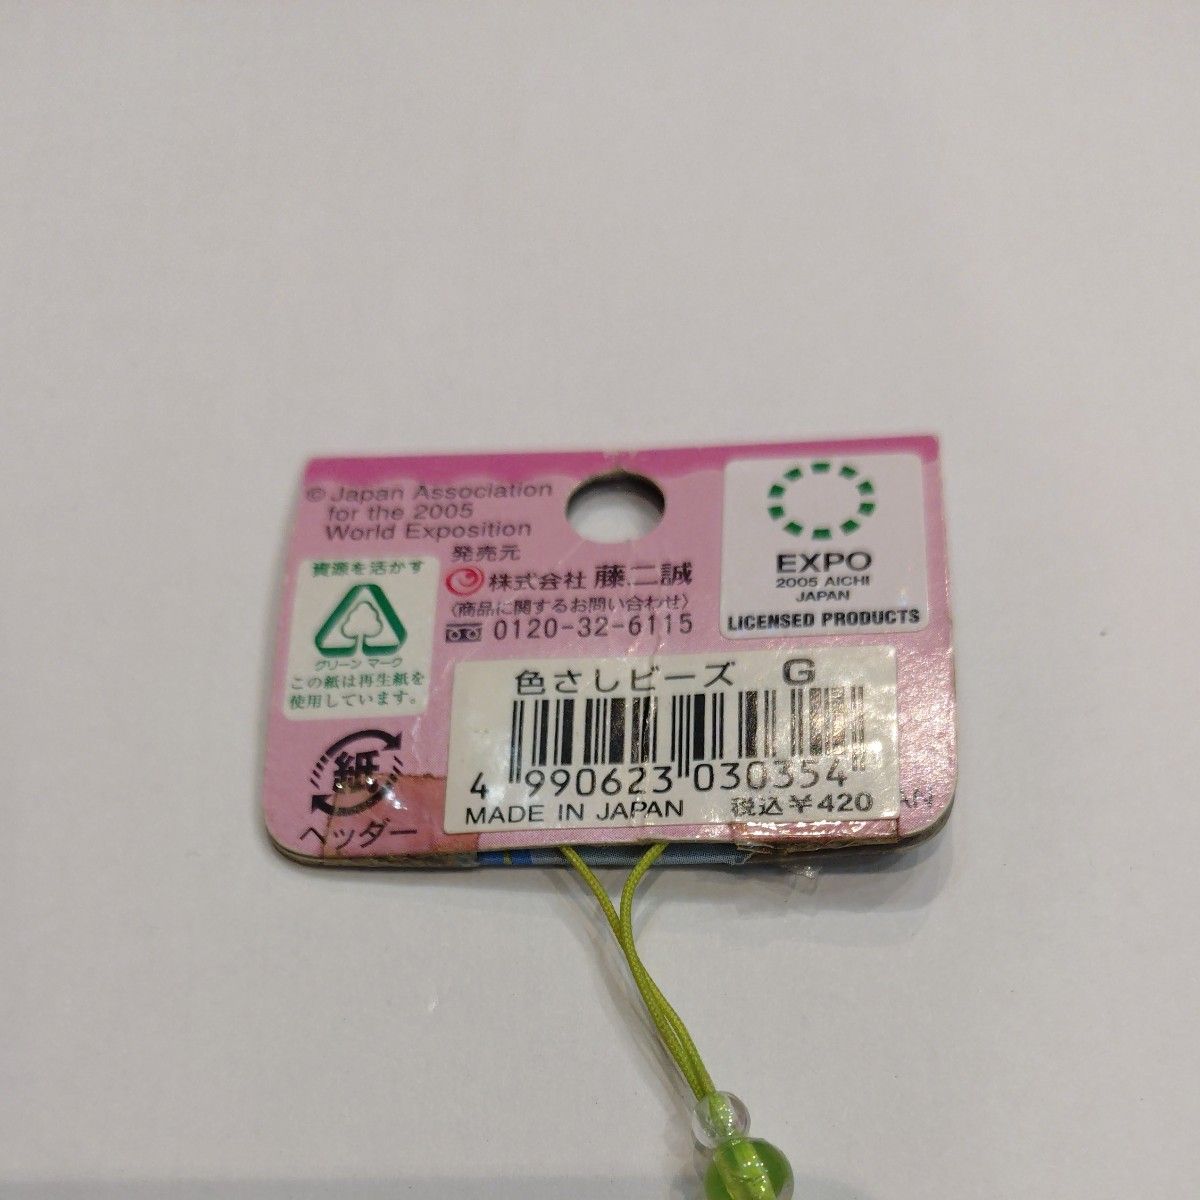 © Japan Association
for the 2005
World Exposition
発売元
株式会社 藤二誠
〈商品に関するお問い合わせ〉
0120-32-6115
EXPO
2005 AICHI
JAPAN
LICENSED PRODUCTS
資源を活かす
グリーン マーク
この紙は再生紙を
使用しています。
紙
ヘッダー
色さしビーズ G
4 990623 030354
MADE IN JAPAN 税込¥420
AN